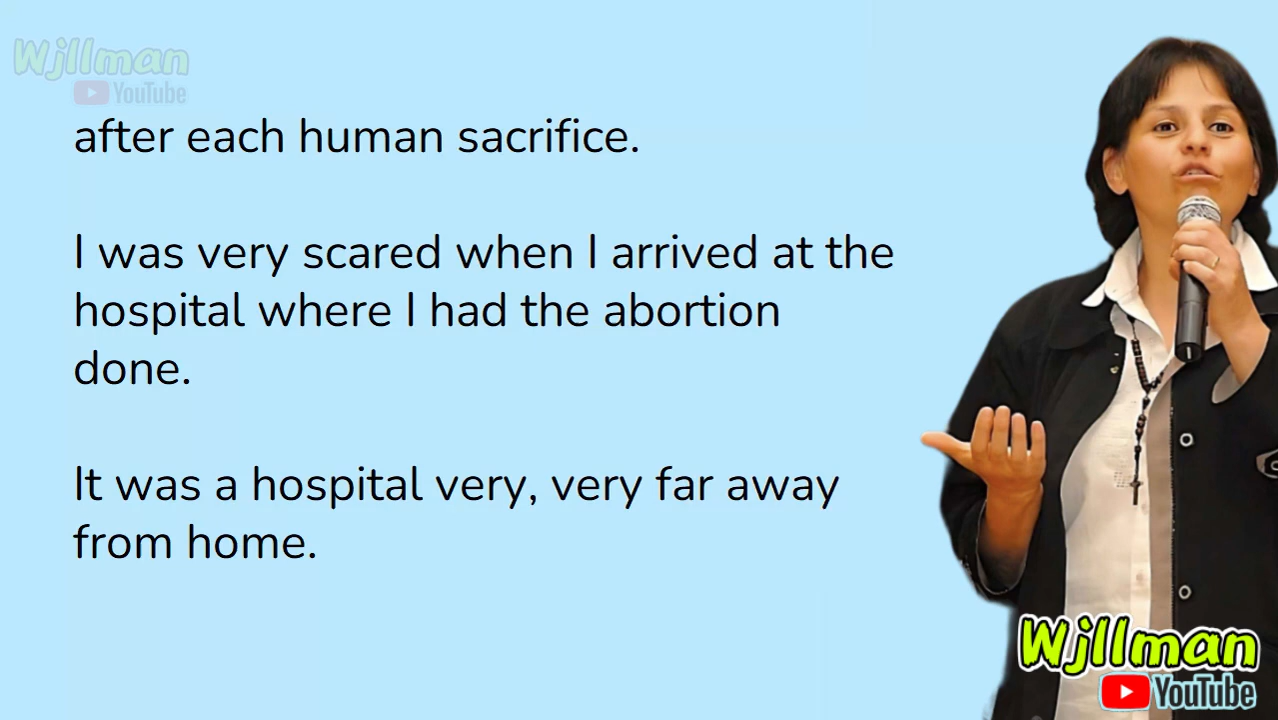 Wjllman
YouTube
after each human sacrifice.
I was very scared when I arrived at the
hospital where I had the abortion
done.
It was a hospital very, very far away
from home.
Wjllman
YouTube